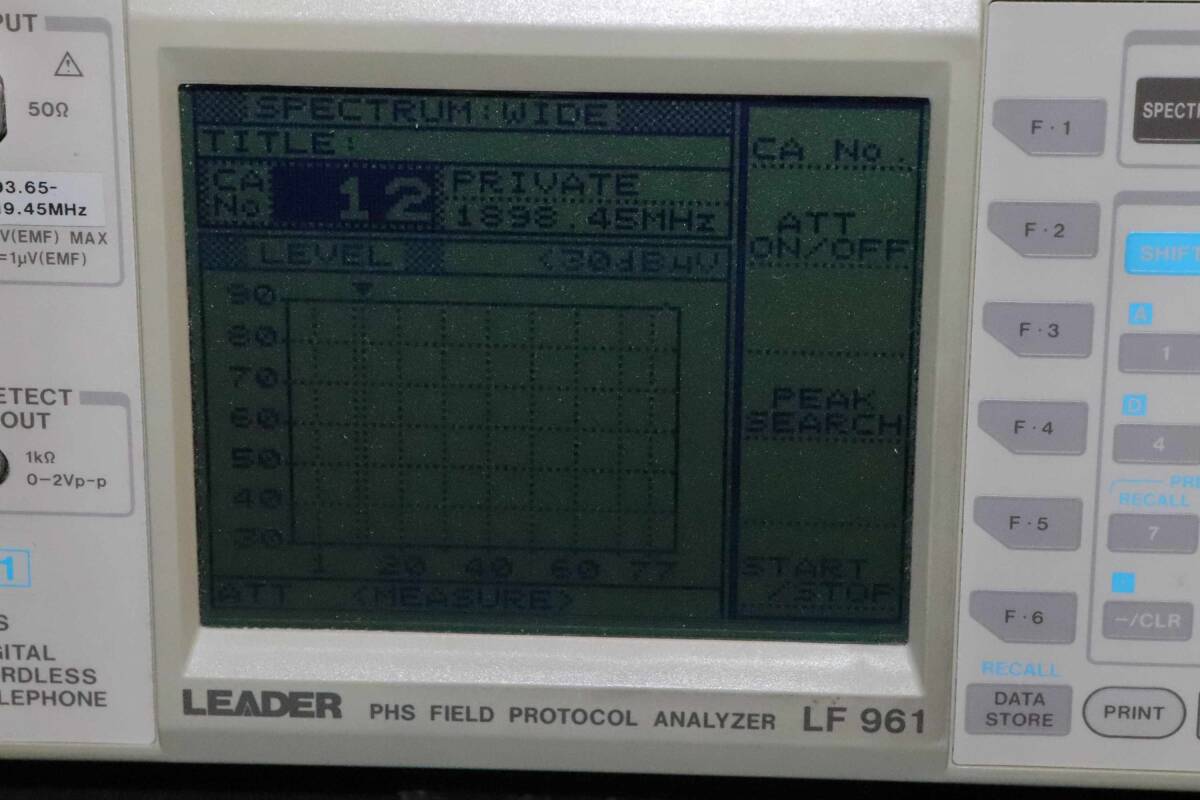 PUT
50Ω
93.65-
19.45MHz
V(EMF) MAX
=1μV(EMF)
ETECT
OUT
1kΩ
0-2Vp-p
1
S
GITAL
RDLESS
LEPHONE
SPECTRUM:WIDE
TITLE:
CA
No
12
PRIVATE
1898.45MHz
LEVEL
<30dBμV
90
80
70
60
50
40
30
1 20 40 60 77
ATT <MEASURE>
CA No.
ATT
ON/OFF
PEAK
SEARCH
START
/STOP
LEADER PHS FIELD PROTOCOL ANALYZER LF 961
F·1
F·2
F·3
F·4
F·5
F·6
RECALL
DATA
STORE
PRINT
SPECTR
SHIFT
A
1
D
4
PRE
RECALL
7
-/CLR